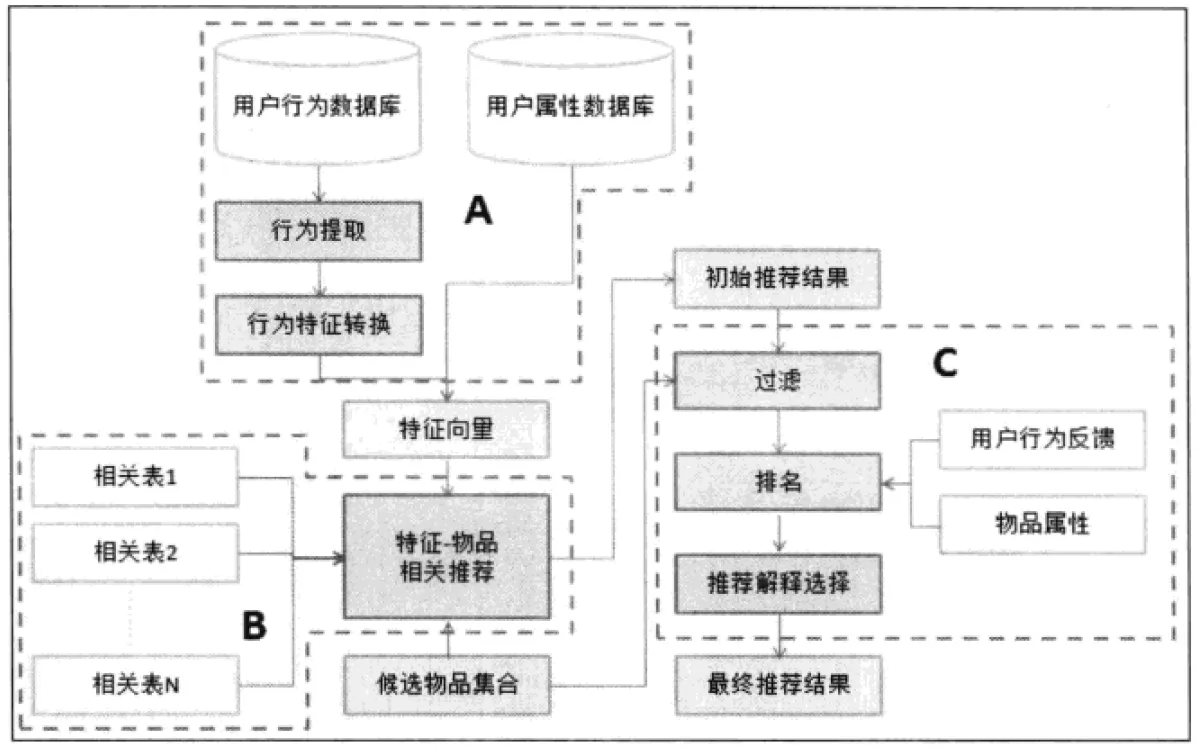 用户行为数据库
用户属性数据库
A
行为提取
行为特征转换
初始推荐结果
C
过滤
特征向量
用户行为反馈
相关表1
排名
物品属性
特征-物品
相关推荐
相关表2
推荐解释选择
B
相关表N
候选物品集合
最终推荐结果